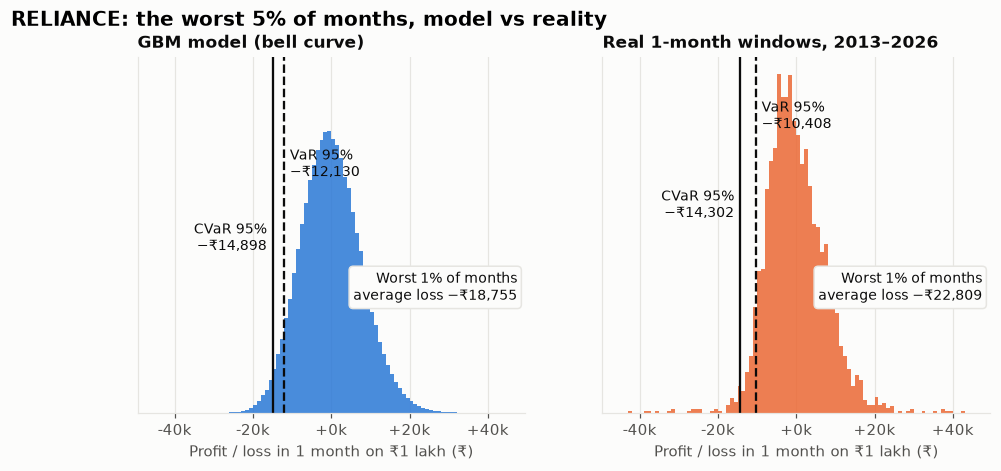 RELIANCE: the worst 5% of months, model vs reality
GBM model (bell curve)
VaR 95%
−₹12,130
CVaR 95%
−₹14,898
Worst 1% of months
average loss −₹18,755
-40k
-20k
+0k
+20k
+40k
Profit / loss in 1 month on ₹1 lakh (₹)
Real 1-month windows, 2013–2026
VaR 95%
−₹10,408
CVaR 95%
−₹14,302
Worst 1% of months
average loss −₹22,809
-40k
-20k
+0k
+20k
+40k
Profit / loss in 1 month on ₹1 lakh (₹)